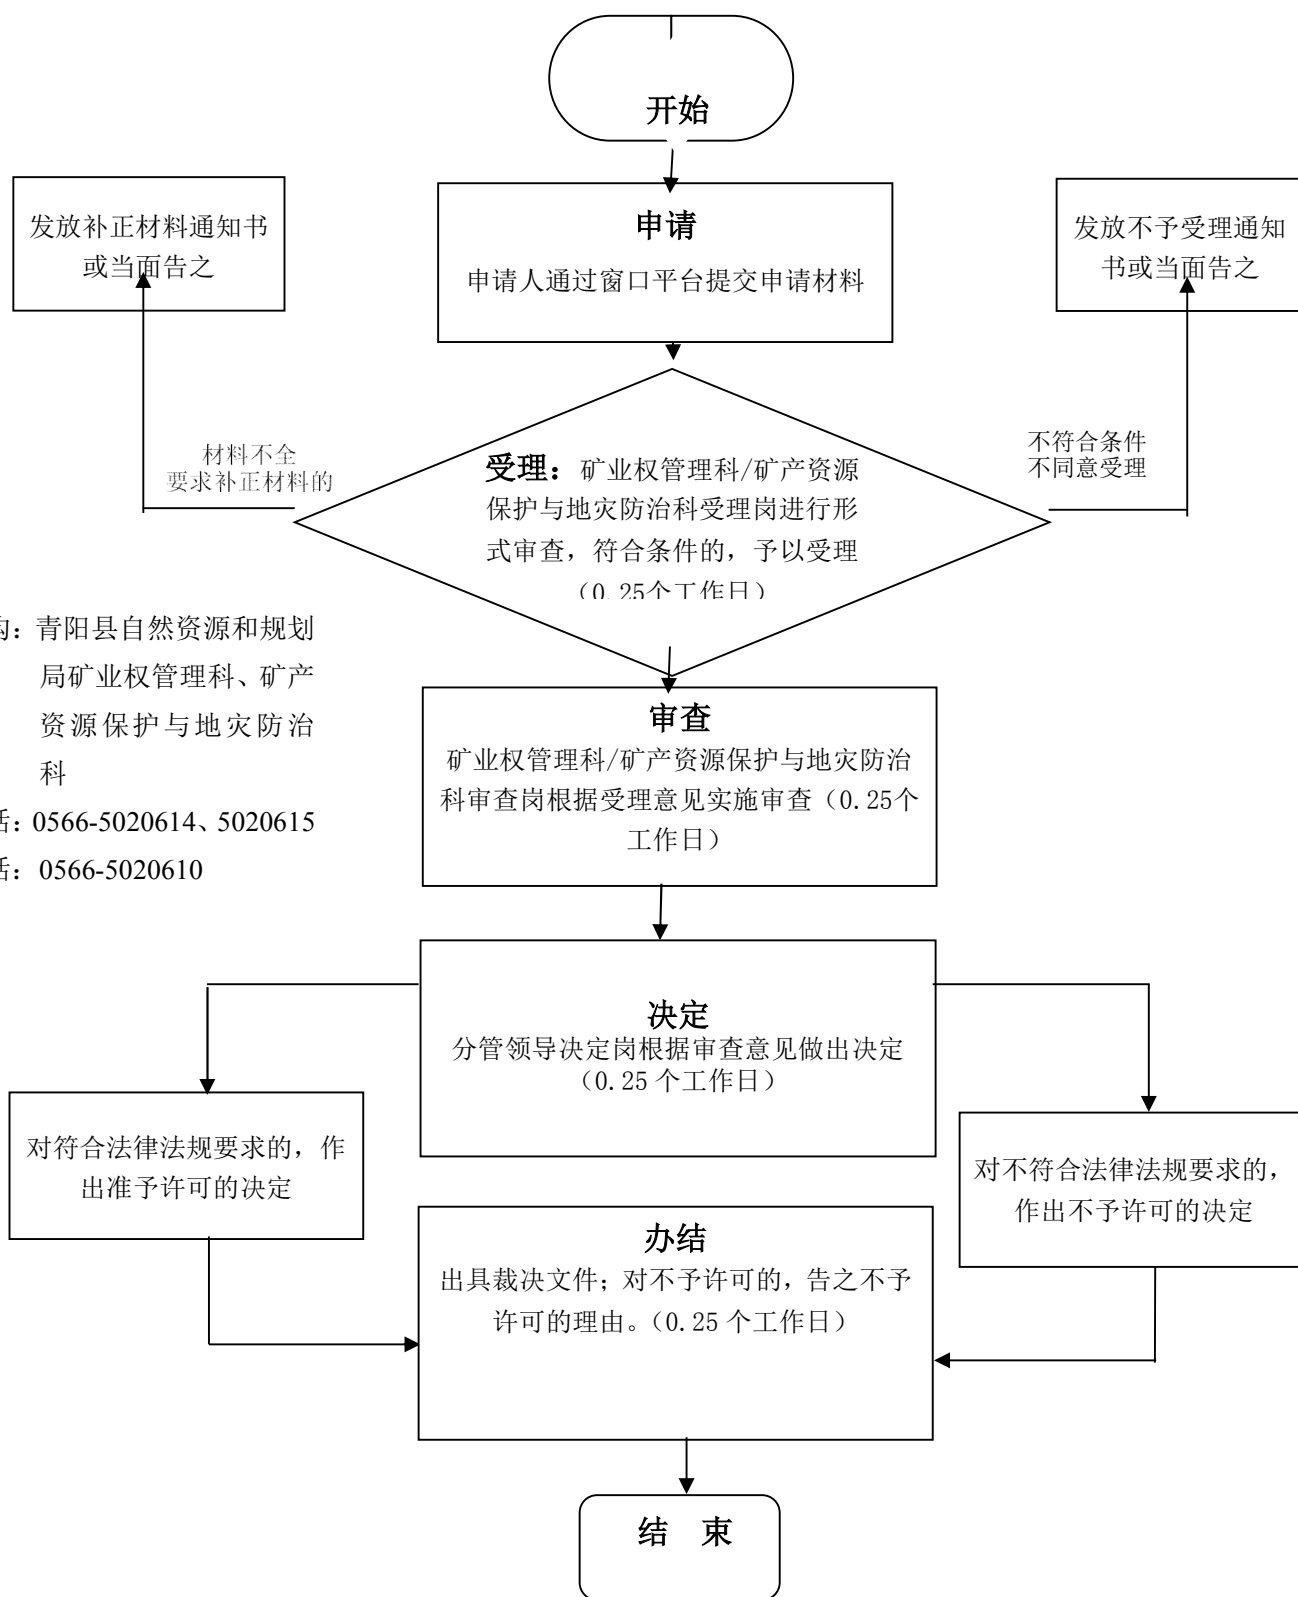 开始
发放补正材料通知书
或当面告之
申请
申请人通过窗口平台提交申请材料
发放不予受理通知
书或当面告之
材料不全
要求补正材料的
受理：矿业权管理科/矿产资源
保护与地灾防治科受理岗进行形
式审查，符合条件的，予以受理
（0.25个工作日）
不符合条件
不同意受理
构：青阳县自然资源和规划
局矿业权管理科、矿产
资源保护与地灾防治
科
话：0566-5020614、5020615
话：0566-5020610
审查
矿业权管理科/矿产资源保护与地灾防治
科审查岗根据受理意见实施审查（0.25个
工作日）
决定
分管领导决定岗根据审查意见做出决定
（0.25 个工作日）
对符合法律法规要求的，作
出准予许可的决定
对不符合法律法规要求的，
作出不予许可的决定
办结
出具裁决文件；对不予许可的，告之不予
许可的理由。（0.25 个工作日）
结 束